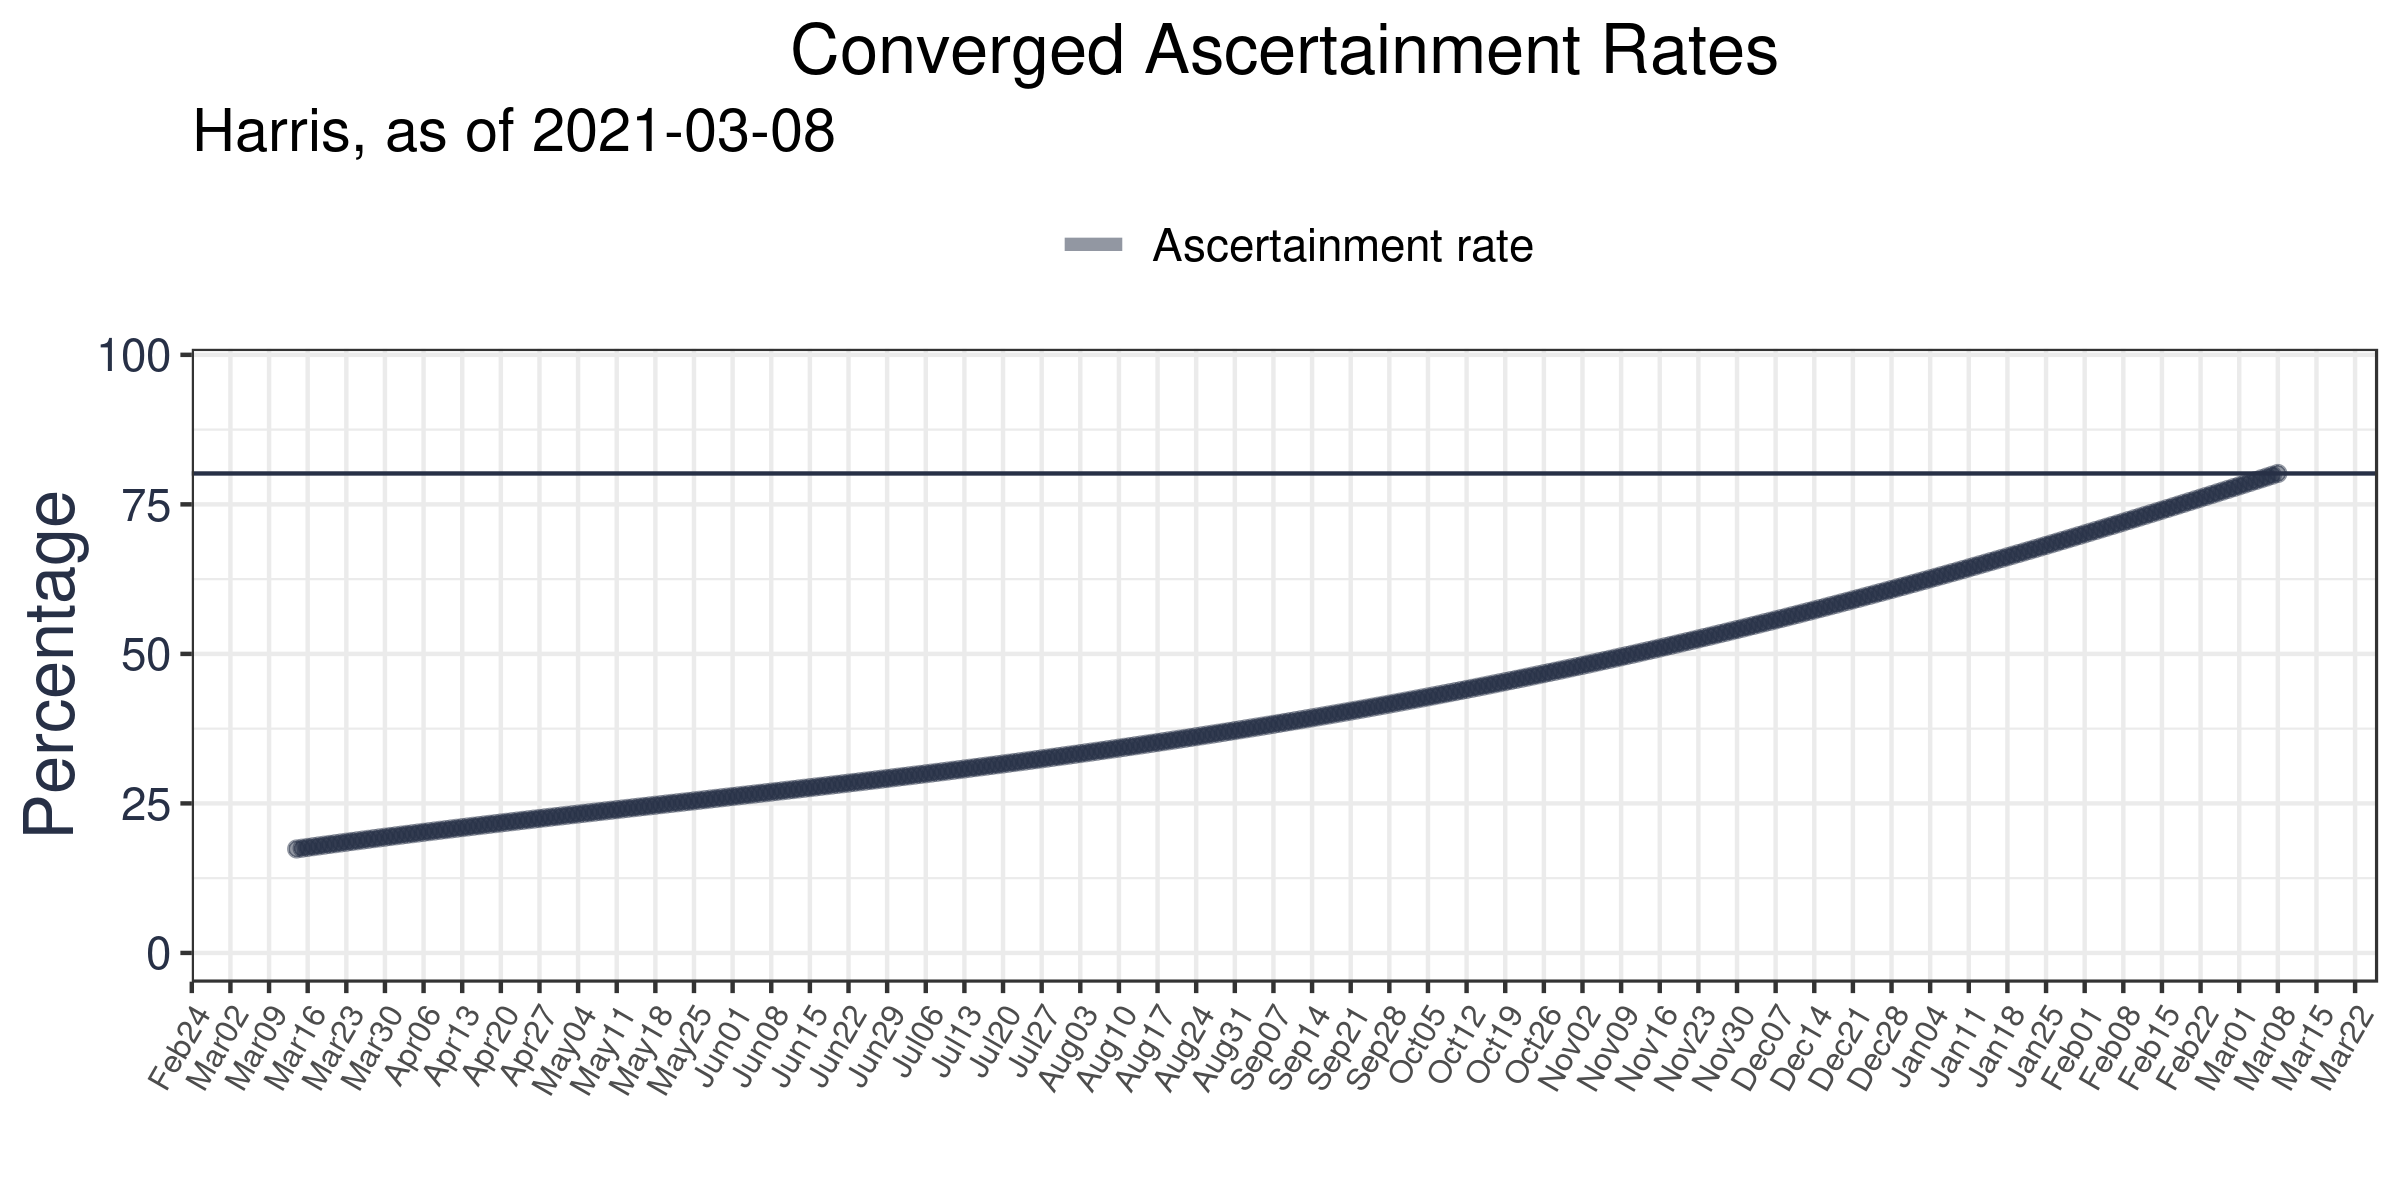 Converged Ascertainment Rates
Harris, as of 2021-03-08
Ascertainment rate
Percentage
100
75
50
25
0
Feb24 Mar02 Mar09 Mar16 Mar23 Mar30 Apr06 Apr13 Apr20 Apr27 May04 May11 May18 May25 Jun01 Jun08 Jun15 Jun22 Jun29 Jul06 Jul13 Jul20 Jul27 Aug03 Aug10 Aug17 Aug24 Aug31 Sep07 Sep14 Sep21 Sep28 Oct05 Oct12 Oct19 Oct26 Nov02 Nov09 Nov16 Nov23 Nov30 Dec07 Dec14 Dec21 Dec28 Jan04 Jan11 Jan18 Jan25 Feb01 Feb08 Feb15 Feb22 Mar01 Mar08 Mar15 Mar22